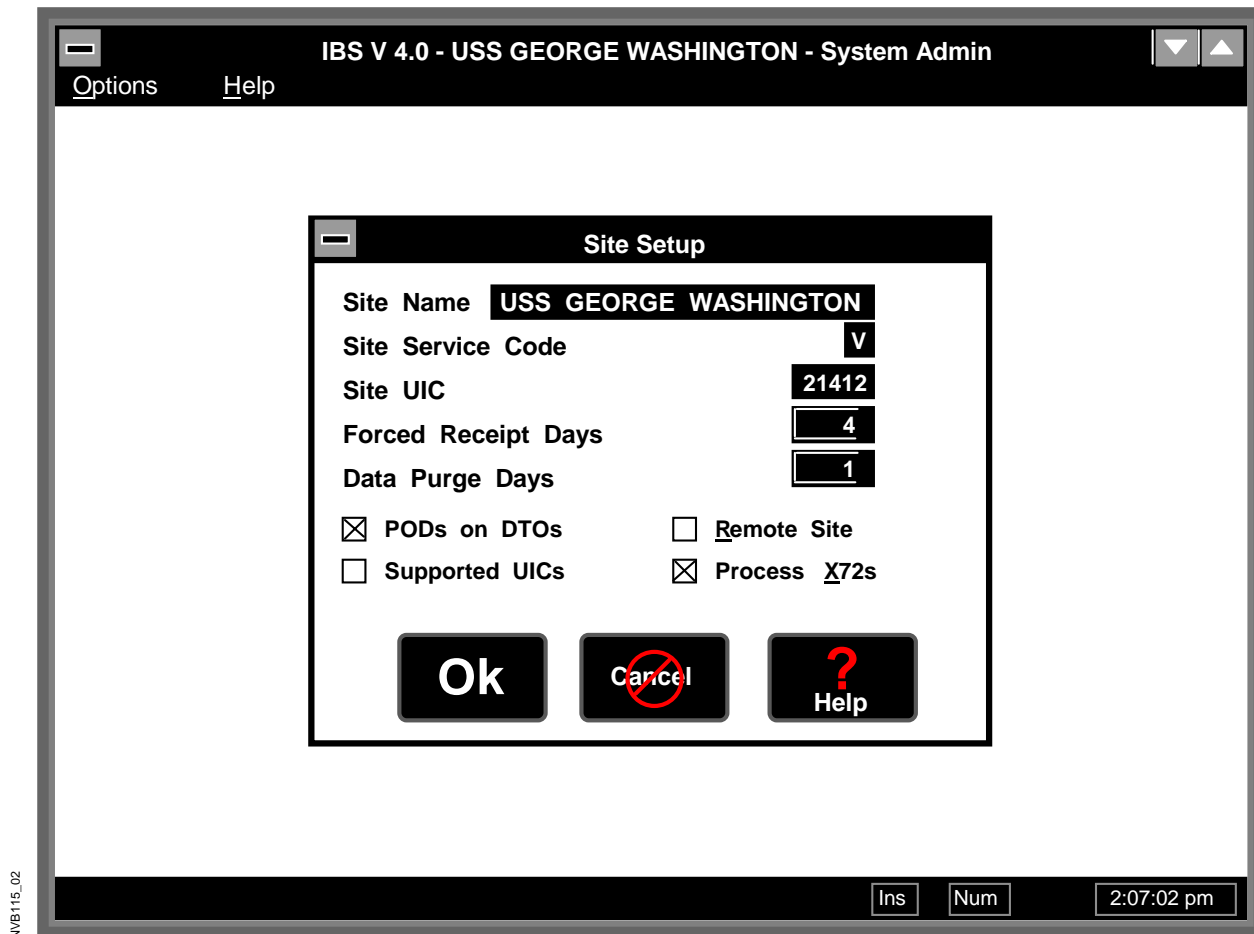 IBS V 4.0 - USS GEORGE WASHINGTON - System Admin
Options Help
Site Setup
Site Name USS GEORGE WASHINGTON
Site Service Code V
Site UIC 21412
Forced Receipt Days 4
Data Purge Days 1
PODs on DTOs Remote Site
Supported UICs Process X72s
Ok Cancel ? Help
Ins Num 2:07:02 pm
NVB115_02